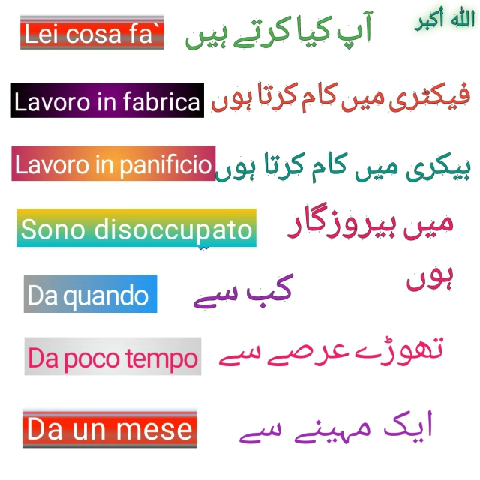 الله أكبر
Lei cosa fa` آپ کیا کرتے ہیں
Lavoro in fabrica فیکٹری میں کام کرتا ہوں
Lavoro in panificio بیکری میں کام کرتا ہوں
Sono disoccupato میں بیروزگار
ہوں
Da quando کب سے
Da poco tempo تھوڑے عرصے سے
Da un mese ایک مہینے سے